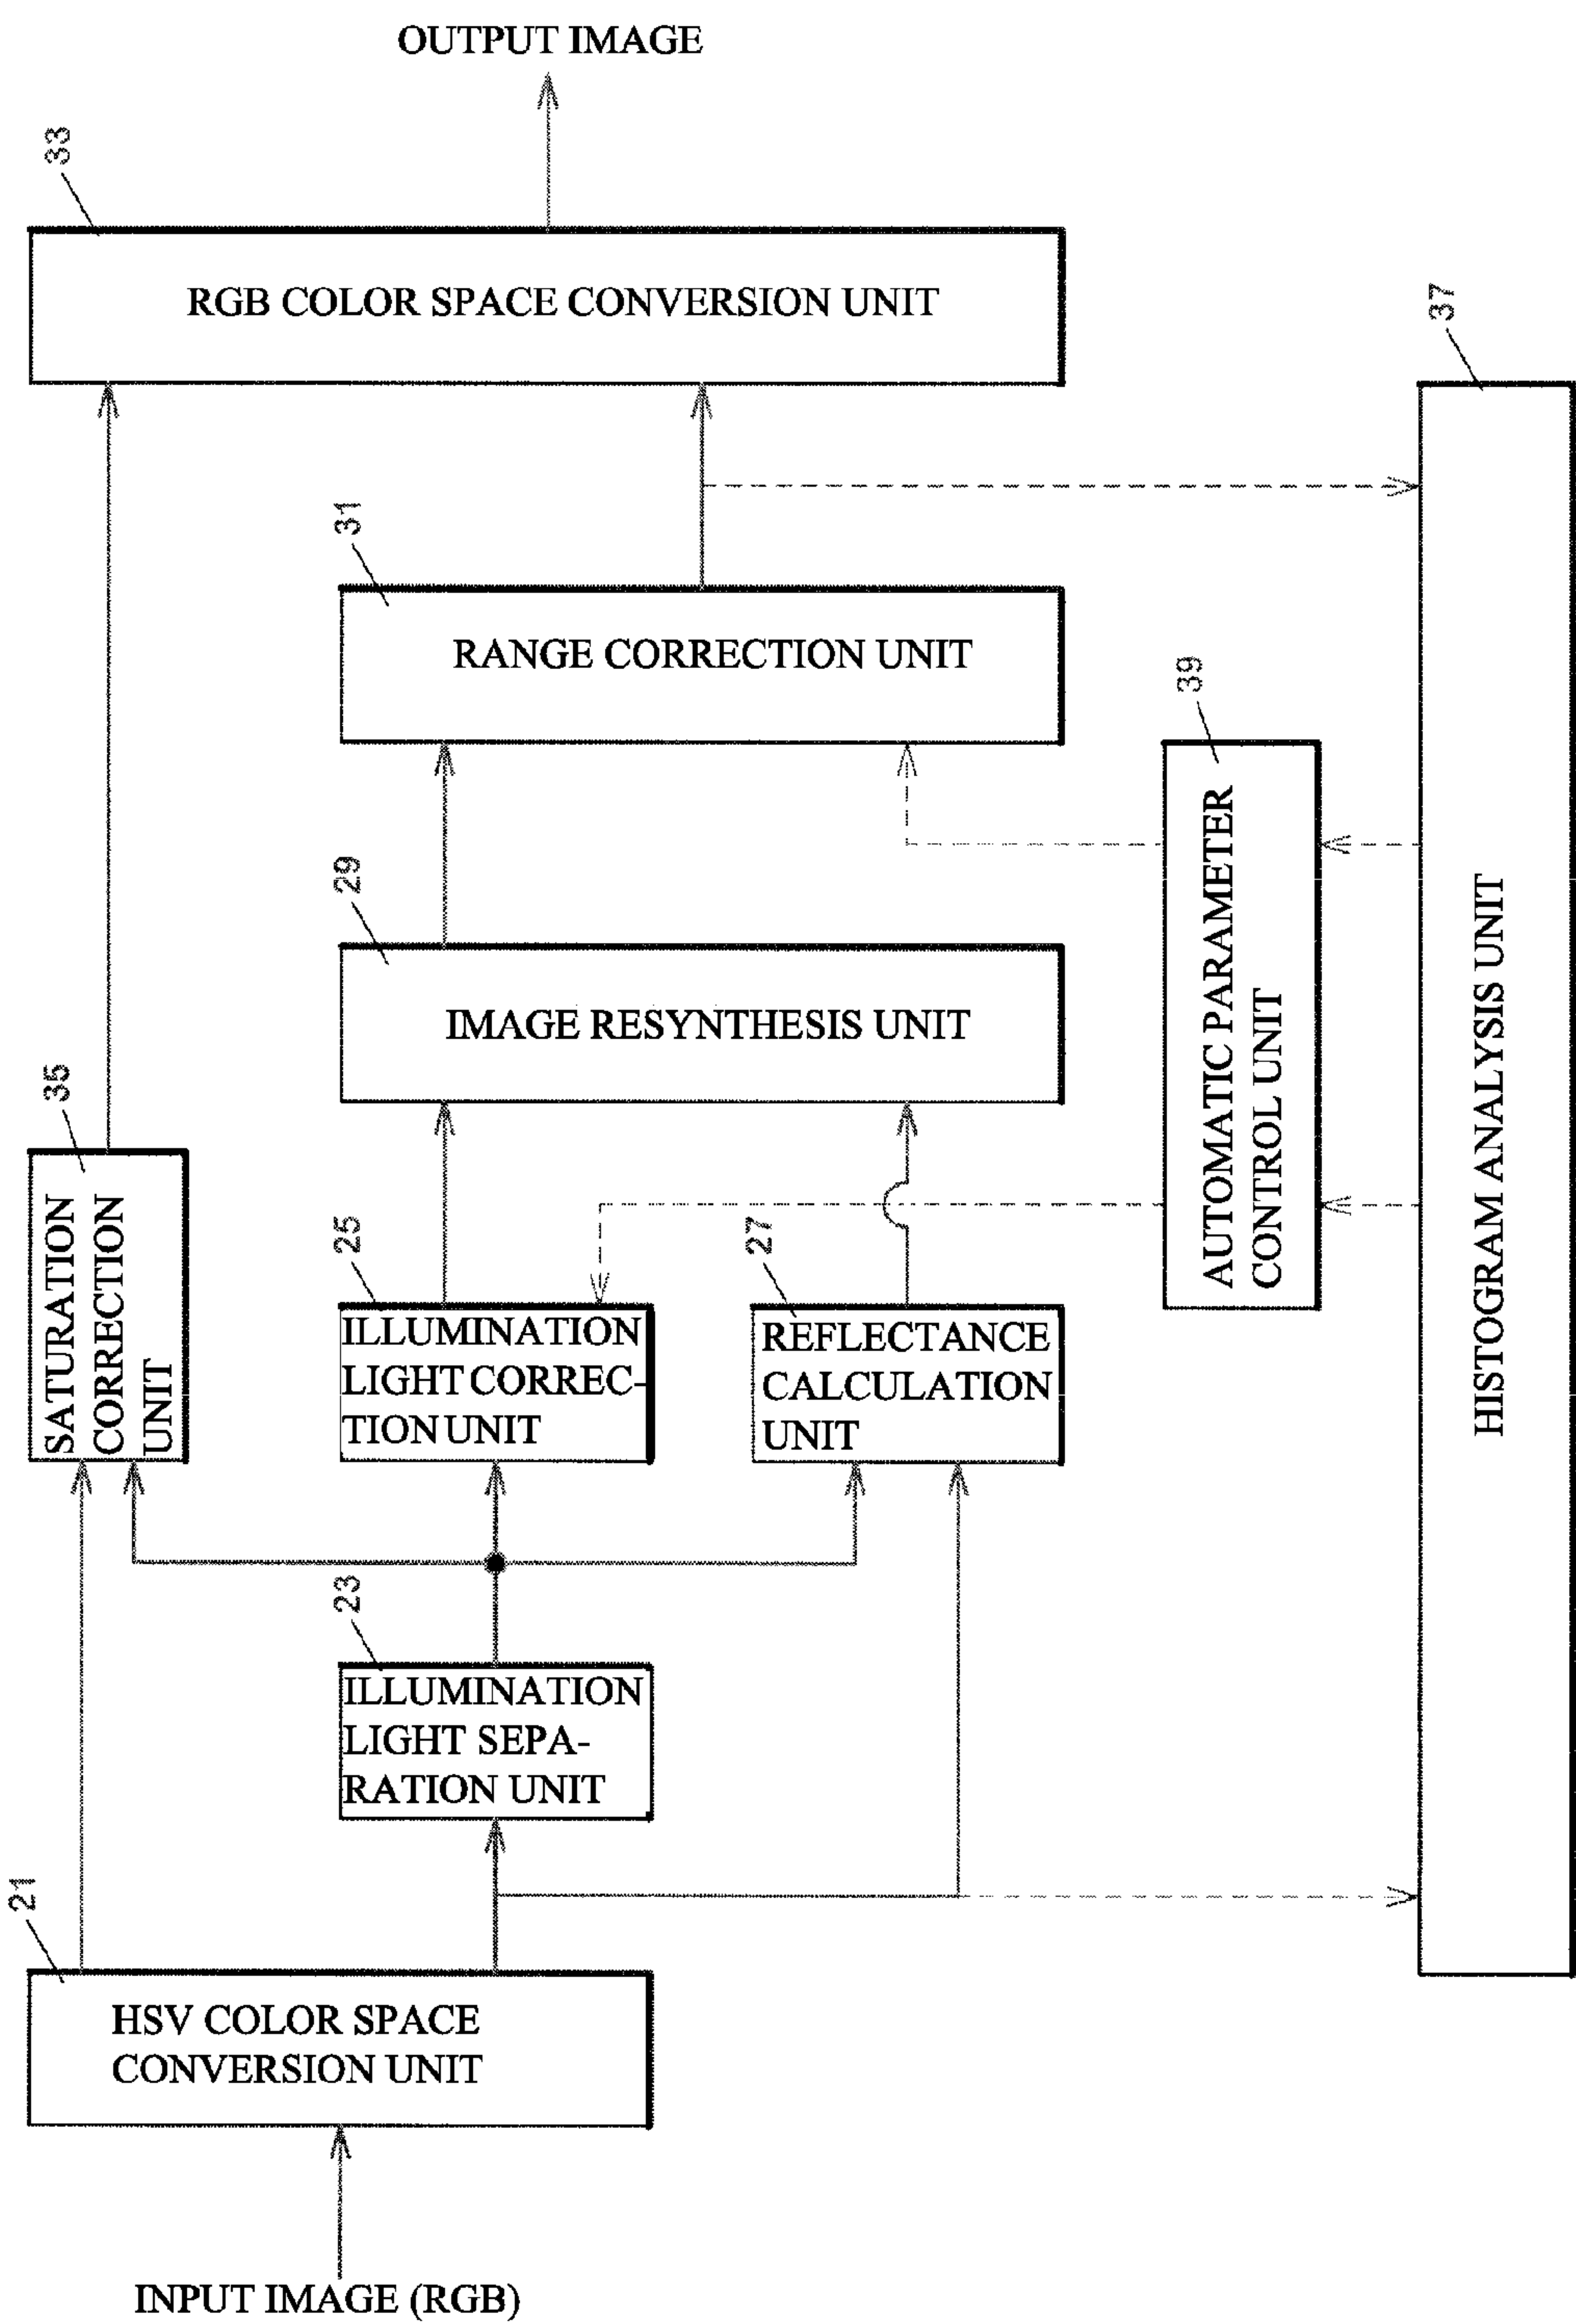 OUTPUT IMAGE
33
RGB COLOR SPACE CONVERSION UNIT
37
31
RANGE CORRECTION UNIT
39
AUTOMATIC PARAMETER
CONTROL UNIT
29
IMAGE RESYNTHESIS UNIT
HISTOGRAM ANALYSIS UNIT
35
SATURATION
CORRECTION
UNIT
25
ILLUMINATION
LIGHT CORREC-
TION UNIT
27
REFLECTANCE
CALCULATION
UNIT
23
ILLUMINATION
LIGHT SEPA-
RATION UNIT
21
HSV COLOR SPACE
CONVERSION UNIT
INPUT IMAGE (RGB)